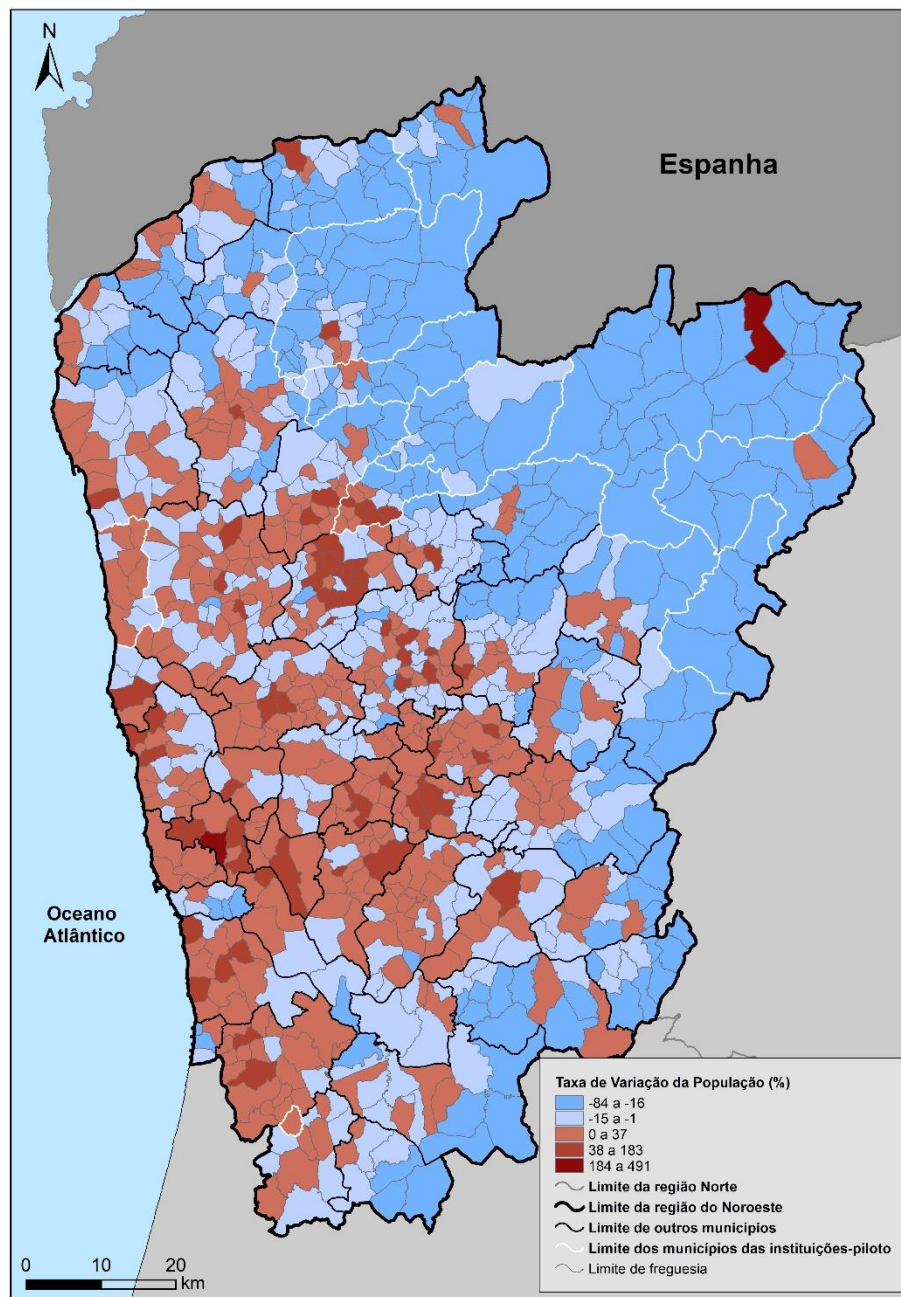 N
Espanha
Oceano
Atlântico
Taxa de Variação da População (%)
-84 a -16
-15 a -1
0 a 37
38 a 183
184 a 491
Limite da região Norte
Limite da região do Noroeste
Limite de outros municípios
Limite dos municípios das instituições-piloto
Limite de freguesia
0 10 20
km